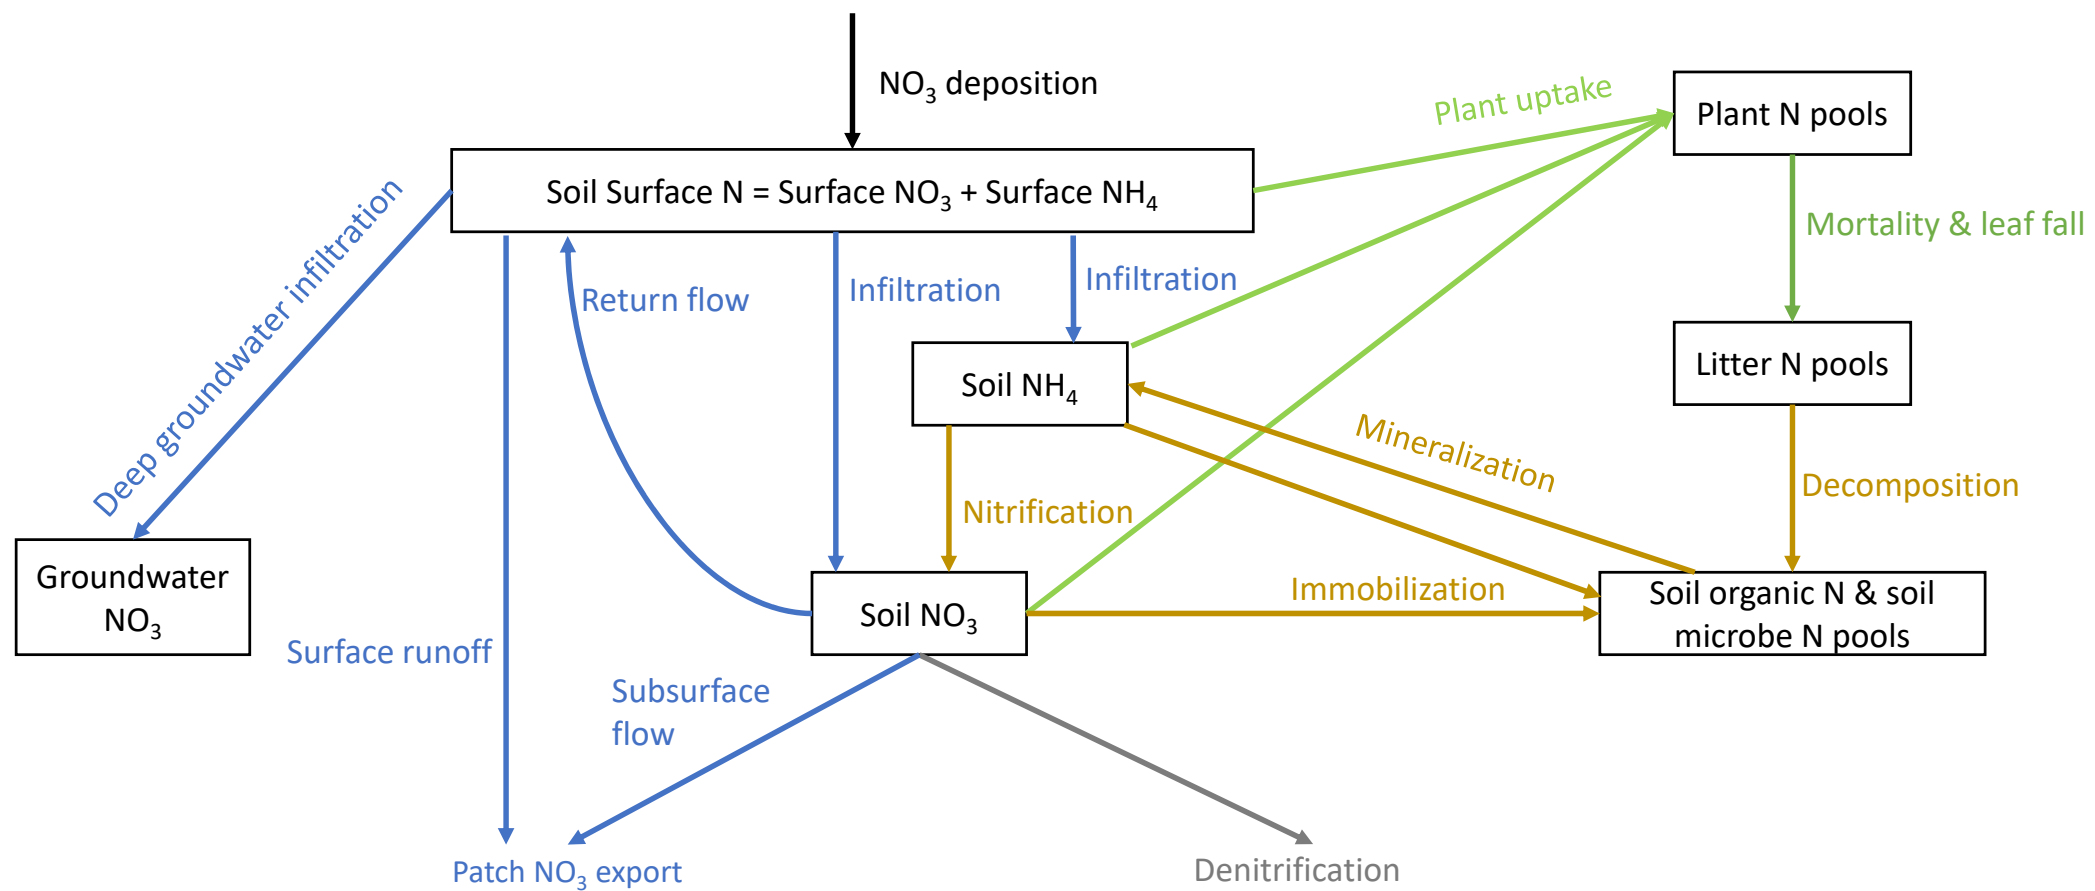 NO₃ deposition
Plant uptake
Plant N pools
Soil Surface N = Surface NO₃ + Surface NH₄
Deep groundwater infiltration
Mortality & leaf fall
Return flow
Infiltration
Infiltration
Soil NH₄
Litter N pools
Mineralization
Nitrification
Decomposition
Groundwater
NO₃
Soil NO₃
Immobilization
Soil organic N & soil
microbe N pools
Surface runoff
Subsurface
flow
Patch NO₃ export
Denitrification